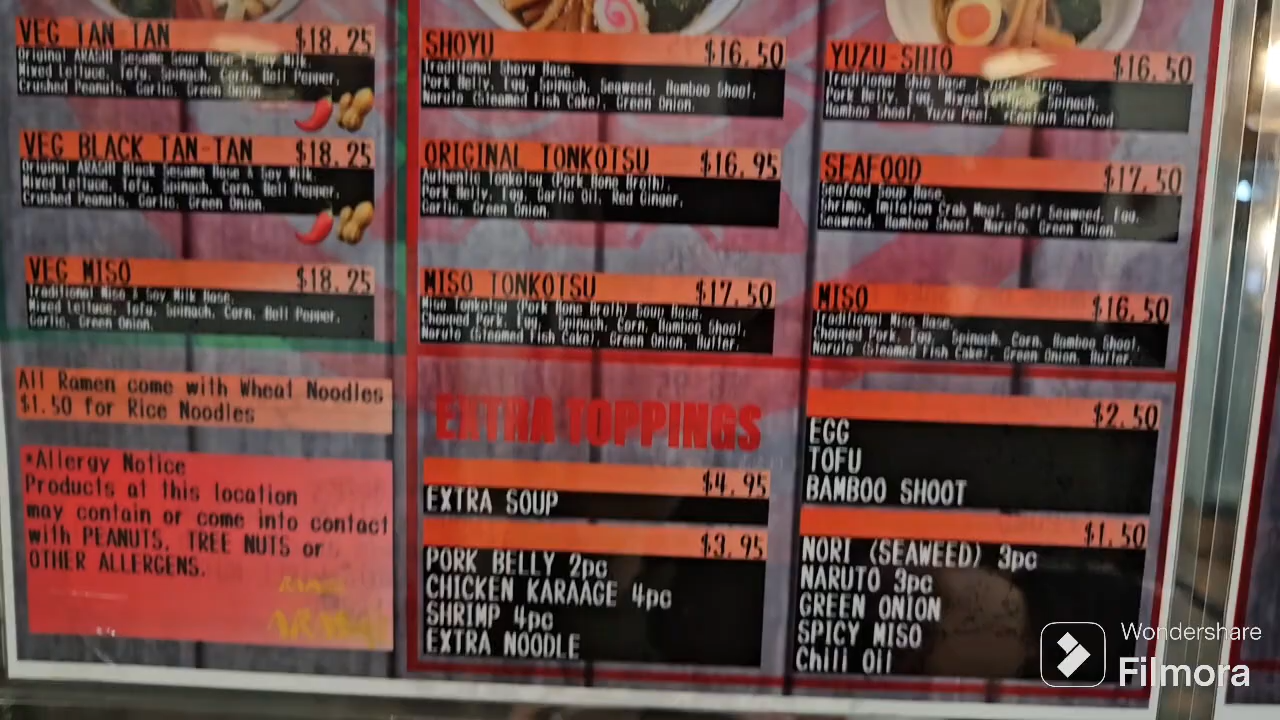 VEG TAN TAN $18.25
Original ARASHI Sesame Soup Base & Soy Milk.
Mixed Lettuce, Tofu, Spinach, Corn, Bell Pepper,
Crushed Peanuts, Garlic, Green Onion.
VEG BLACK TAN-TAN $18.25
Original ARASHI Black Sesame Base & Soy Milk.
Mixed Lettuce, Tofu, Spinach, Corn, Bell Pepper,
Crushed Peanuts, Garlic, Green Onion.
VEG MISO $18.25
Traditional Miso & Soy Milk Base.
Mixed Lettuce, Tofu, Spinach, Corn, Bell Pepper,
Garlic, Green Onion.
All Ramen come with Wheat Noodles
$1.50 for Rice Noodles
*Allergy Notice
Products at this location
may contain or come into contact
with PEANUTS, TREE NUTS or
OTHER ALLERGENS.
SHOYU $16.50
Traditional Shoyu Base.
Pork Belly, Egg, Spinach, Seaweed, Bamboo Shoot,
Naruto (Steamed Fish Cake), Green Onion.
ORIGINAL TONKOTSU $16.95
Authentic Tonkotsu (Pork Bone Broth).
Pork Belly, Egg, Garlic Oil, Red Ginger,
Garlic, Green Onion.
MISO TONKOTSU $17.50
Miso Tonkotsu (Pork Bone Broth) Soup Base.
Chopped Pork, Egg, Spinach, Corn, Bamboo Shoot,
Naruto (Steamed Fish Cake), Green Onion, Butter.
EXTRA TOPPINGS
$4.95
EXTRA SOUP
$3.95
PORK BELLY 2pc
CHICKEN KARAAGE 4pc
SHRIMP 4pc
EXTRA NOODLE
YUZU-SHIO $16.50
Traditional Shio Base, Yuzu Citrus.
Pork Belly, Egg, Mixed Spinach,
Bamboo Shoot, Yuzu Peel. *Contain Seafood
SEAFOOD $17.50
Seafood Soup Base.
Shrimp, Imitation Crab Meat, Soft Seaweed, Egg,
Seaweed, Bamboo Shoot, Naruto, Green Onion.
MISO $16.50
Traditional Miso Base.
Chopped Pork, Egg, Spinach, Corn, Bamboo Shoot,
Naruto (Steamed Fish Cake), Green Onion, Butter.
$2.50
EGG
TOFU
BAMBOO SHOOT
$1.50
NORI (SEAWEED) 3pc
NARUTO 3pc
GREEN ONION
SPICY MISO
Chili Oil
Wondershare
Filmora